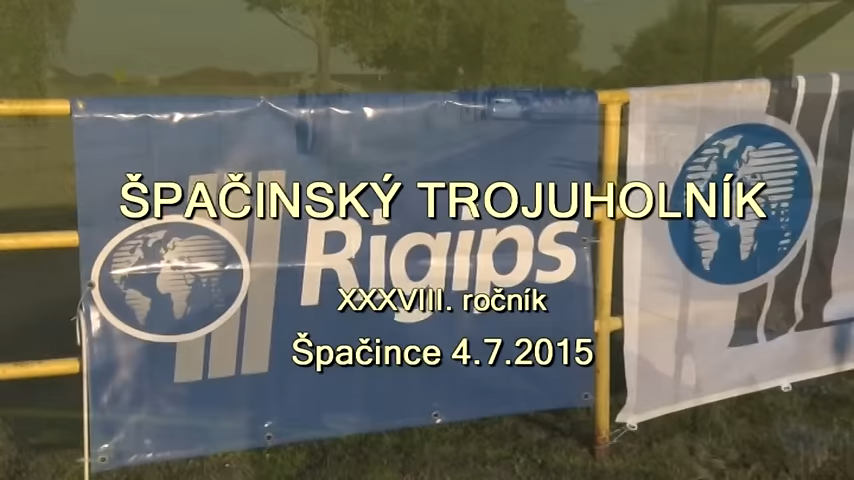 ŠPAČINSKÝ TROJUHOLNÍK
Rigips
XXXVIII. ročník
Špačince 4.7.2015